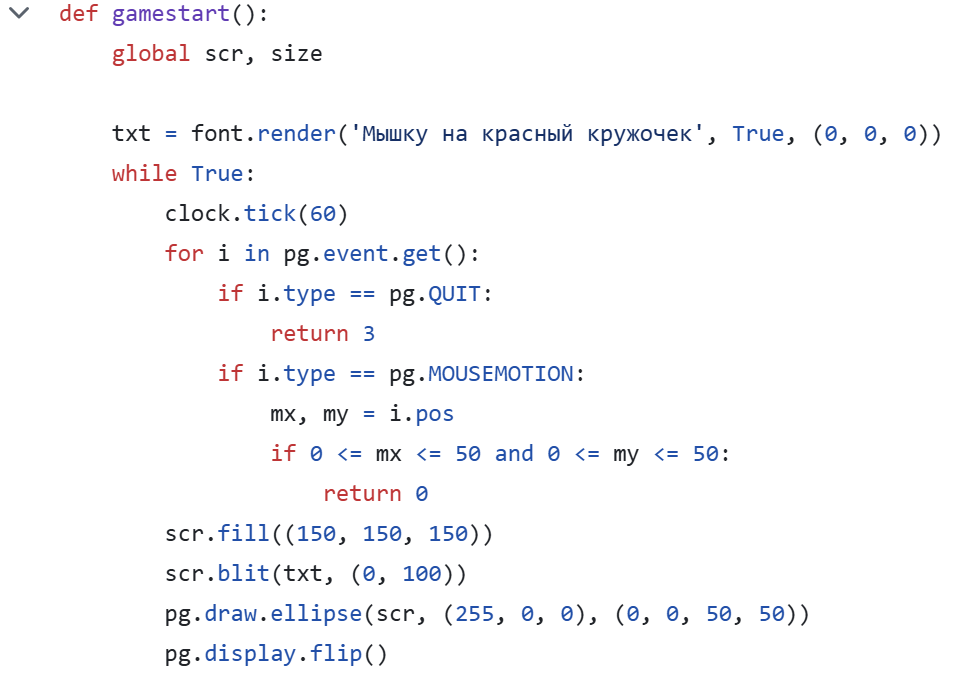 def gamestart():
    global scr, size

    txt = font.render('Мышку на красный кружочек', True, (0, 0, 0))
    while True:
        clock.tick(60)
        for i in pg.event.get():
            if i.type == pg.QUIT:
                return 3
            if i.type == pg.MOUSEMOTION:
                mx, my = i.pos
                if 0 <= mx <= 50 and 0 <= my <= 50:
                    return 0
        scr.fill((150, 150, 150))
        scr.blit(txt, (0, 100))
        pg.draw.ellipse(scr, (255, 0, 0), (0, 0, 50, 50))
        pg.display.flip()